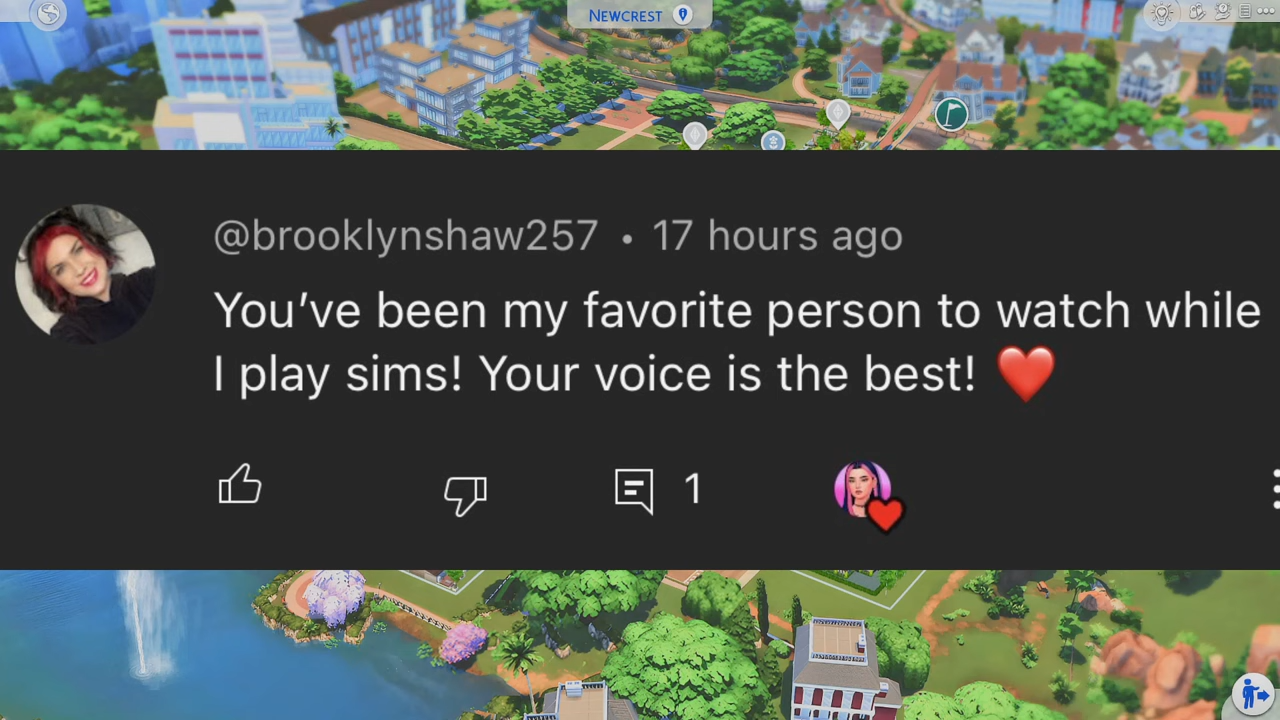 NEWCREST
@brooklynshaw257 • 17 hours ago
You’ve been my favorite person to watch while
I play sims! Your voice is the best! ❤️
1